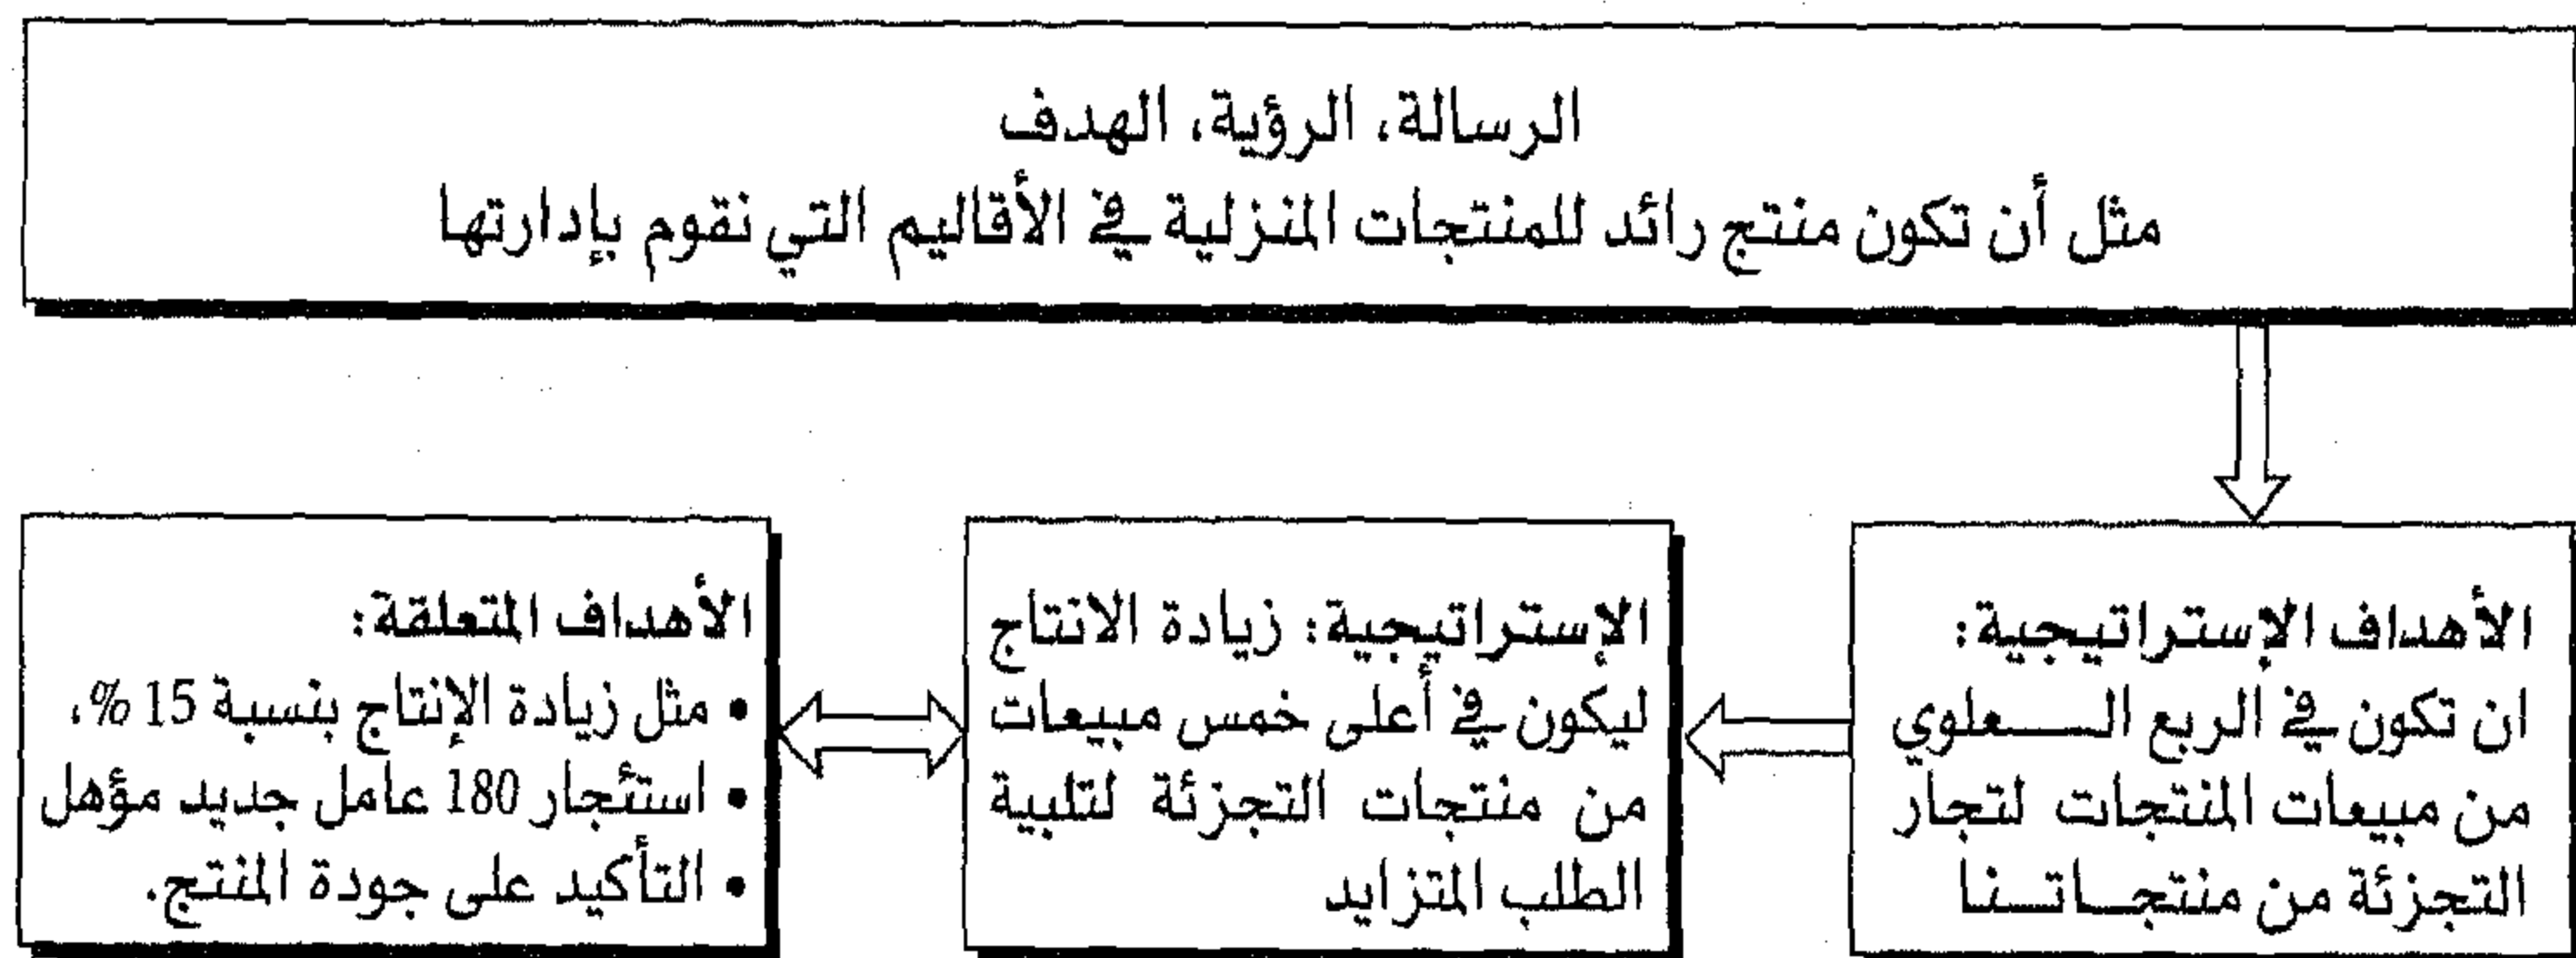 الرسالة، الرؤية، الهدف
مثل أن تكون منتج رائد للمنتجات المنزلية في الأقاليم التي نقوم بإدارتها
الأهداف الإستراتيجية:
ان تكون في الربع العلوي
من مبيعات المنتجات لتجار
التجزئة من منتجاتنا
الإستراتيجية: زيادة الانتاج
ليكون في أعلى خمس مبيعات
من منتجات التجزئة لتلبية
الطلب المتزايد
الأهداف المتعلقة:
• مثل زيادة الإنتاج بنسبة 15 %،
• استئجار 180 عامل جديد مؤهل
• التأكيد على جودة المنتج.